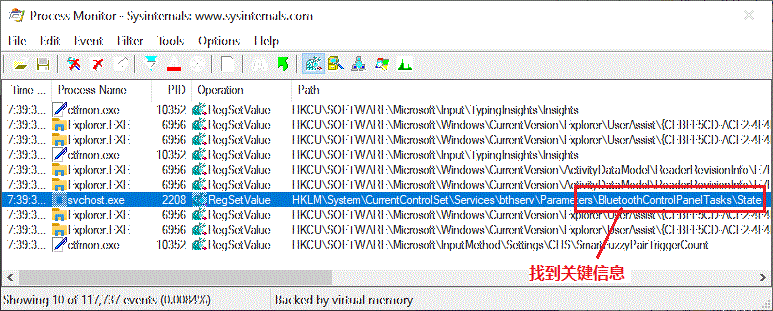 Process Monitor - Sysinternals: www.sysinternals.com
File Edit Event Filter Tools Options Help
Time ... Process Name PID Operation Path
7:39:3... ctfmon.exe 10352 RegSetValue HKCU\SOFTWARE\Microsoft\Input\TypingInsights\Insights
7:39:3... Explorer.EXE 6956 RegSetValue HKCU\SOFTWARE\Microsoft\Windows\CurrentVersion\Explorer\UserAssist\{CEBFF5CD-ACE2-4F4
7:39:3... Explorer.EXE 6956 RegSetValue HKCU\SOFTWARE\Microsoft\Windows\CurrentVersion\Explorer\UserAssist\{CEBFF5CD-ACE2-4F4
7:39:3... ctfmon.exe 10352 RegSetValue HKCU\SOFTWARE\Microsoft\Input\TypingInsights\Insights
7:39:3... Explorer.EXE 6956 RegSetValue HKCU\SOFTWARE\Microsoft\Windows\CurrentVersion\ActivityDataModel\ReaderRevisionInfo\
7:39:3... Explorer.EXE 6956 RegSetValue HKCU\SOFTWARE\Microsoft\Windows\CurrentVersion\ActivityDataModel\ReaderRevisionInfo\
7:39:3... svchost.exe 2208 RegSetValue HKLM\System\CurrentControlSet\Services\bthserv\Parameters\BluetoothControlPanelTasks\State
7:39:3... Explorer.EXE 6956 RegSetValue HKCU\SOFTWARE\Microsoft\Windows\CurrentVersion\Explorer\UserAssist\{CEBFF5CD-ACE2-4F4
7:39:3... Explorer.EXE 6956 RegSetValue HKCU\SOFTWARE\Microsoft\Windows\CurrentVersion\Explorer\UserAssist\{CEBFF5CD-ACE2-4F4
7:39:3... ctfmon.exe 10352 RegSetValue HKCU\SOFTWARE\Microsoft\InputMethod\Settings\CHS\SmartFuzzyPairTriggerCount
找到关键信息
Showing 10 of 117,737 events (0.0084%) Backed by virtual memory